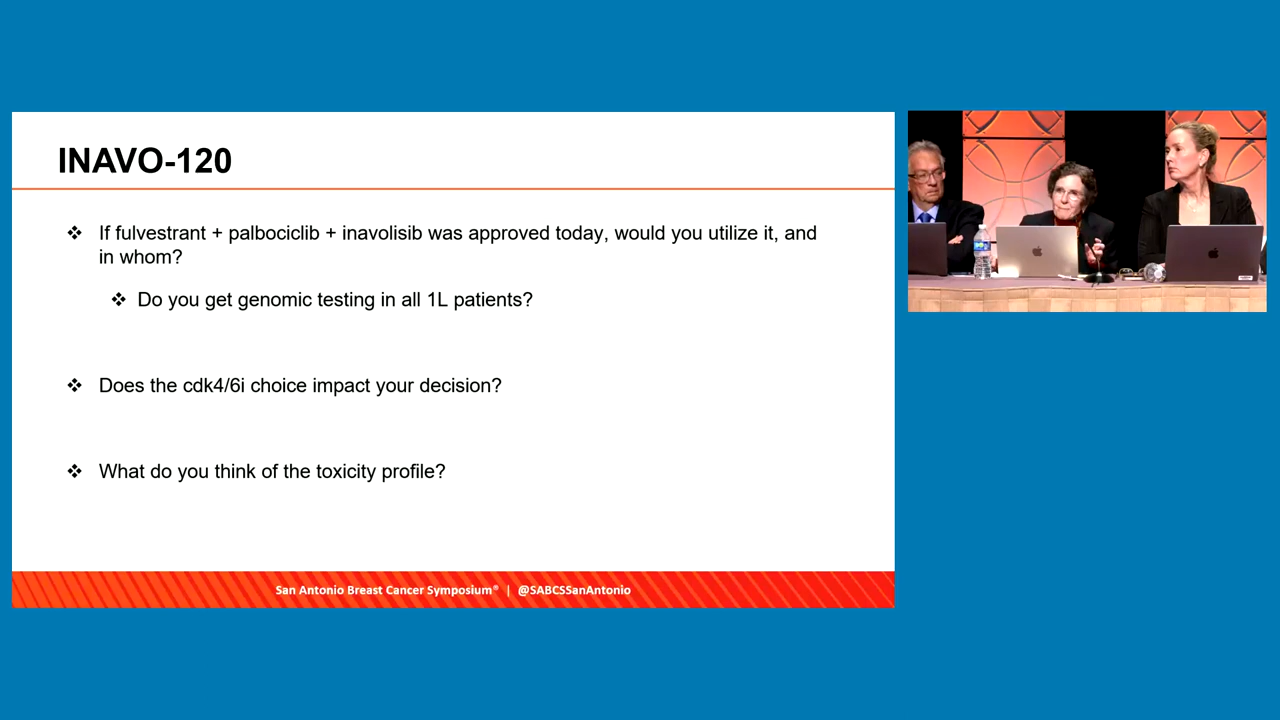 INAVO-120
❖ If fulvestrant + palbociclib + inavolisib was approved today, would you utilize it, and
in whom?
❖ Do you get genomic testing in all 1L patients?
❖ Does the cdk4/6i choice impact your decision?
❖ What do you think of the toxicity profile?
San Antonio Breast Cancer Symposium® | @SABCSSanAntonio